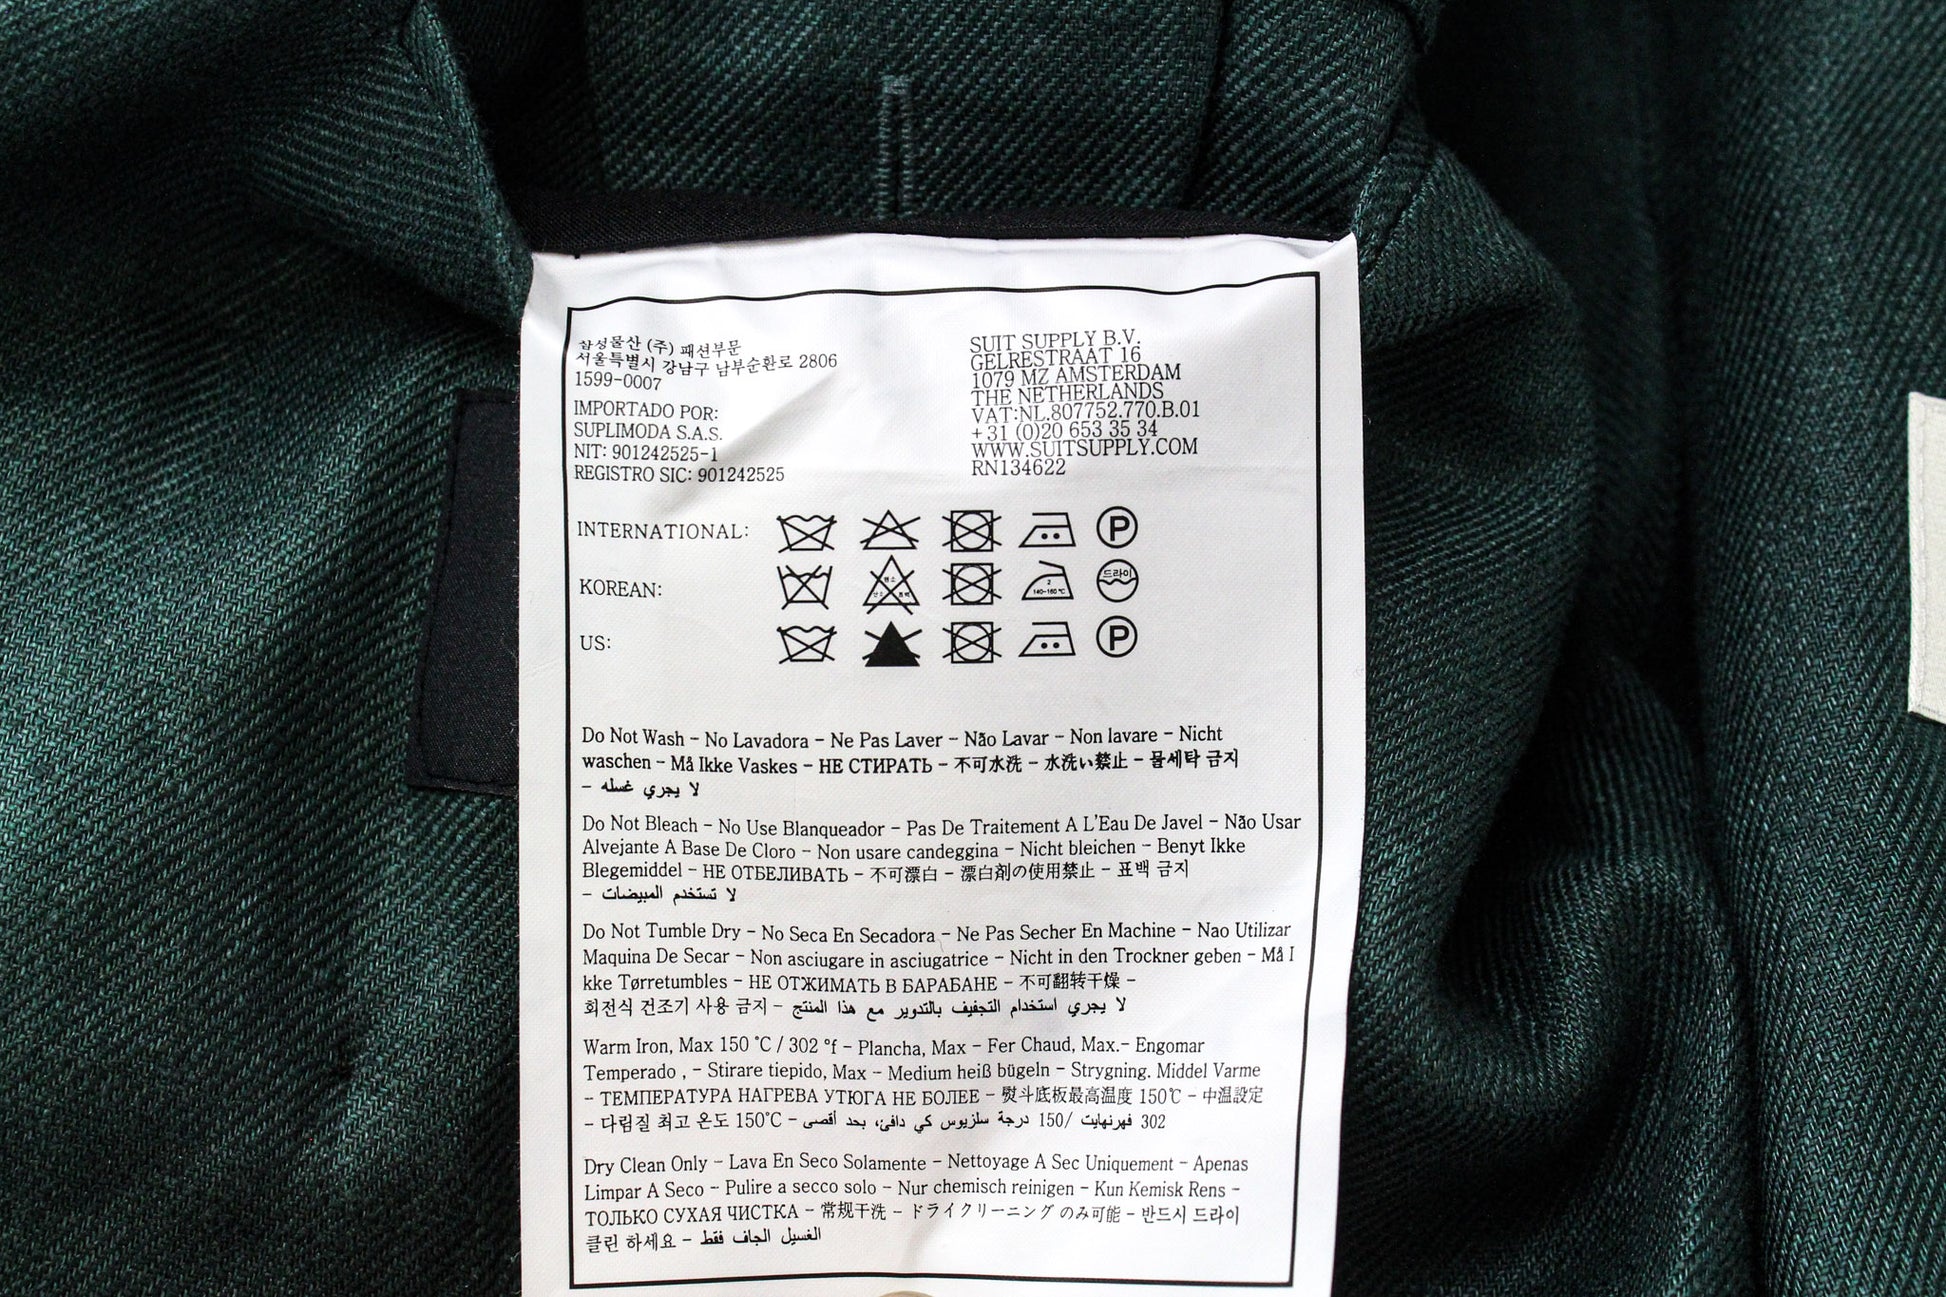 삼성물산 (주) 패션부문
서울특별시 강남구 남부순환로 2806
1599-0007
IMPORTADO POR:
SUPLIMODA S.A.S.
NIT: 901242525-1
REGISTRO SIC: 901242525
SUIT SUPPLY B.V.
GELRESTRAAT 16
1079 MZ AMSTERDAM
THE NETHERLANDS
VAT:NL.807752.770.B.01
+31 (0)20 653 35 34
WWW.SUITSUPPLY.COM
RN134622
INTERNATIONAL:
P
KOREAN:
2
140~160℃
드라이
US:
P
Do Not Wash - No Lavadora - Ne Pas Laver - Não Lavar - Non lavare - Nicht
waschen - Må Ikke Vaskes - НЕ СТИРАТЬ - 不可水洗 - 水洗い禁止 - 물세탁 금지
- لا يجري غسله
Do Not Bleach - No Use Blanqueador - Pas De Traitement A L'Eau De Javel - Não Usar
Alvejante A Base De Cloro - Non usare candeggina - Nicht bleichen - Benyt Ikke
Blegemiddel - НЕ ОТБЕЛИВАТЬ - 不可漂白 - 漂白剤の使用禁止 - 표백 금지
- لا تستخدم المبيضات
Do Not Tumble Dry - No Seca En Secadora - Ne Pas Secher En Machine - Nao Utilizar
Maquina De Secar - Non asciugare in asciugatrice - Nicht in den Trockner geben - Må I
kke Tørretumbles - НЕ ОТЖИМАТЬ В БАРАБАНЕ - 不可翻转干燥 -
회전식 건조기 사용 금지 - لا يجري استخدام التجفيف بالتدوير مع هذا المنتج
Warm Iron, Max 150 °C / 302 °f - Plancha, Max - Fer Chaud, Max.- Engomar
Temperado , - Stirare tiepido, Max - Medium heiß bügeln - Strygning. Middel Varme
- ТЕМПЕРАТУРА НАГРЕВА УТЮГА НЕ БОЛЕЕ - 熨斗底板最高温度 150℃ - 中温設定
- 다림질 최고 온도 150℃ - 302 فهرنهايت /150 درجة سلزيوس كي دافئ، بحد أقصى
Dry Clean Only - Lava En Seco Solamente - Nettoyage A Sec Uniquement - Apenas
Limpar A Seco - Pulire a secco solo - Nur chemisch reinigen - Kun Kemisk Rens -
ТОЛЬКО СУХАЯ ЧИСТКА - 常规干洗 - ドライクリーニング のみ可能 - 반드시 드라이
클린 하세요 - الغسيل الجاف فقط